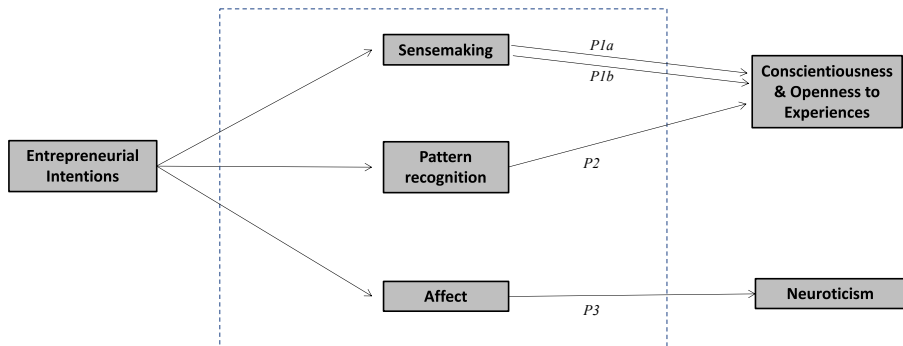 Sensemaking
P1a
P1b
Conscientiousness
& Openness to
Experiences
Entrepreneurial
Intentions
Pattern
recognition
P2
Affect
P3
Neuroticism